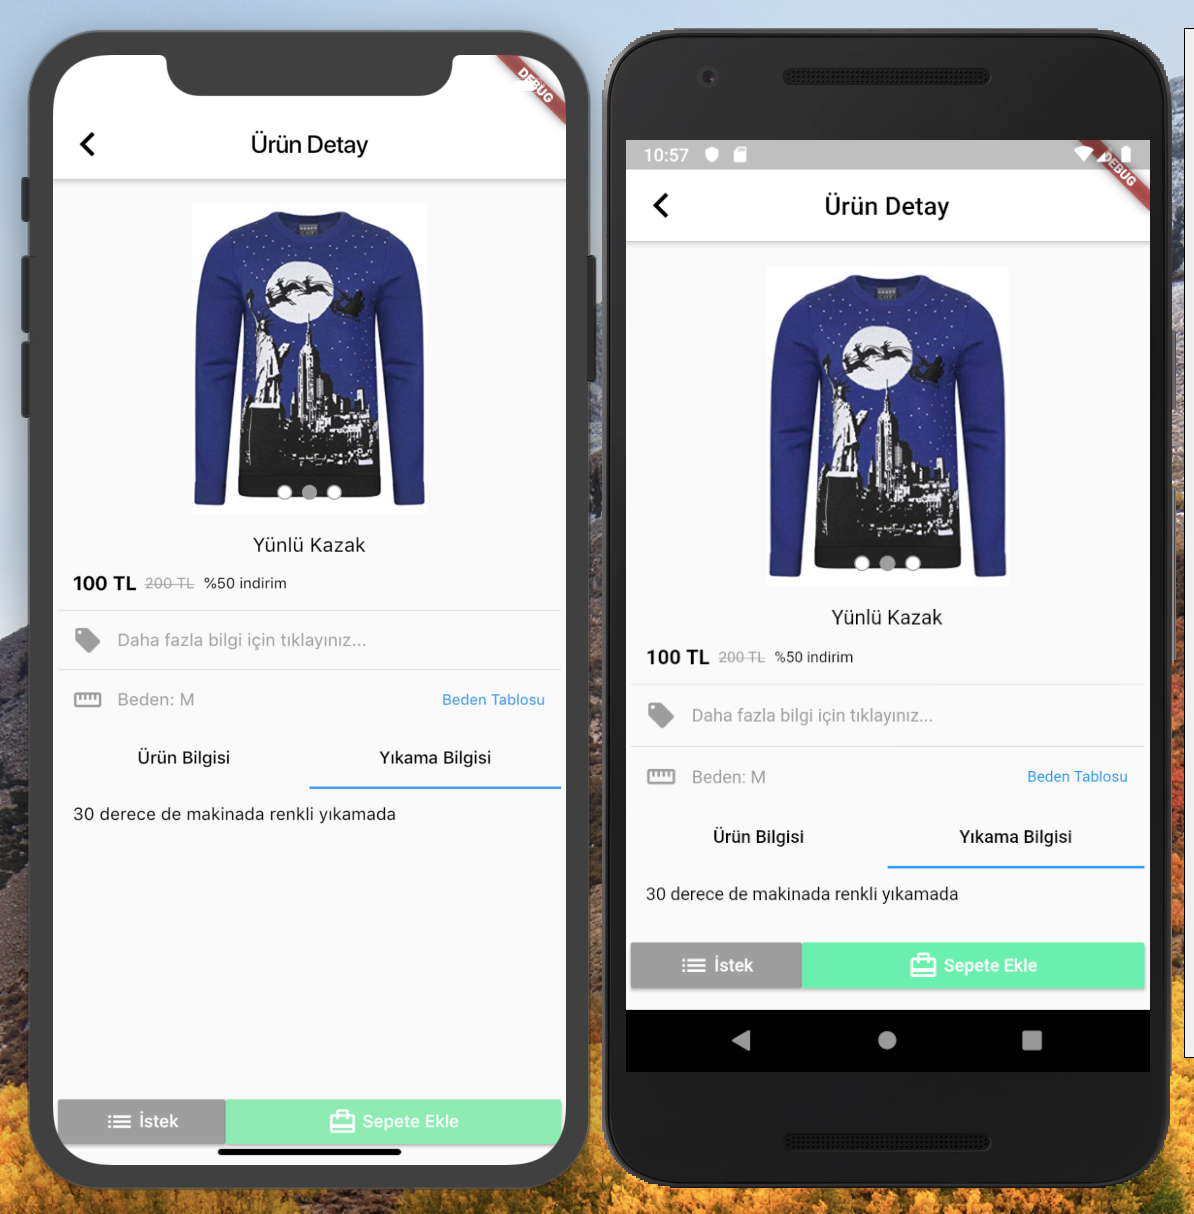 DEBUG
Ürün Detay
Yünlü Kazak
100 TL 200 TL %50 indirim
Daha fazla bilgi için tıklayınız...
Beden: M Beden Tablosu
Ürün Bilgisi Yıkama Bilgisi
30 derece de makinada renkli yıkamada
İstek Sepete Ekle
10:57
DEBUG
Ürün Detay
Yünlü Kazak
100 TL 200 TL %50 indirim
Daha fazla bilgi için tıklayınız...
Beden: M Beden Tablosu
Ürün Bilgisi Yıkama Bilgisi
30 derece de makinada renkli yıkamada
İstek Sepete Ekle